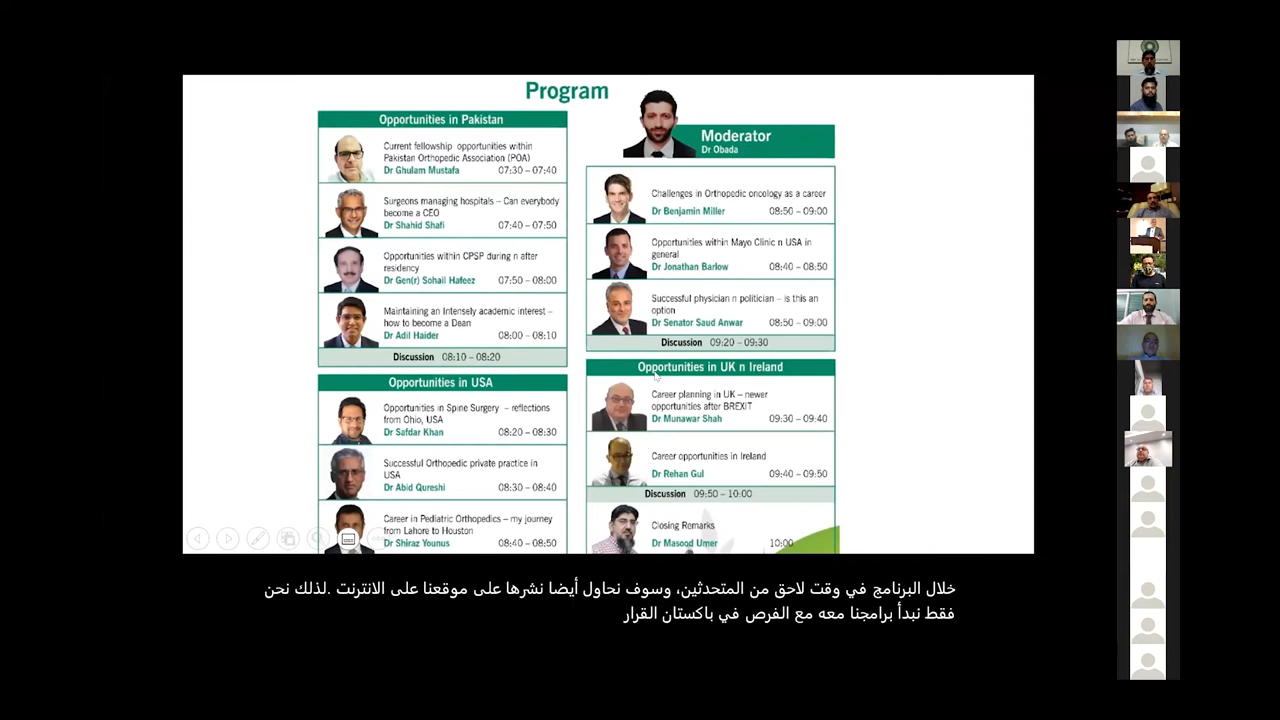 Program
Opportunities in Pakistan
Current fellowship opportunities within
Pakistan Orthopedic Association (POA)
Dr Ghulam Mustafa 07:30 – 07:40
Surgeons managing hospitals – Can everybody
become a CEO
Dr Shahid Shafi 07:40 – 07:50
Opportunities within CPSP during n after
residency
Dr Gen(r) Sohail Hafeez 07:50 – 08:00
Maintaining an Intensely academic interest –
how to become a Dean
Dr Adil Haider 08:00 – 08:10
Discussion 08:10 – 08:20
Opportunities in USA
Opportunities in Spine Surgery – reflections
from Ohio, USA
Dr Safdar Khan 08:20 – 08:30
Successful Orthopedic private practice in
USA
Dr Abid Qureshi 08:30 – 08:40
Career in Pediatric Orthopedics – my journey
from Lahore to Houston
Dr Shiraz Younus 08:40 – 08:50
Moderator
Dr Obada
Challenges in Orthopedic oncology as a career
Dr Benjamin Miller 08:50 – 09:00
Opportunities within Mayo Clinic n USA in
general
Dr Jonathan Barlow 08:40 – 08:50
Successful physician n politician – is this an
option
Dr Senator Saud Anwar 08:50 – 09:00
Discussion 09:20 – 09:30
Opportunities in UK n Ireland
Career planning in UK – newer
opportunities after BREXIT
Dr Munawar Shah 09:30 – 09:40
Career opportunities in Ireland
Dr Rehan Gul 09:40 – 09:50
Discussion 09:50 – 10:00
Closing Remarks
Dr Masood Umer 10:00
خلال البرنامج في وقت لاحق من المتحدثين، وسوف نحاول أيضا نشرها على موقعنا على الانترنت .لذلك نحن
فقط نبدأ برامجنا معه مع الفرص في باكستان القرار